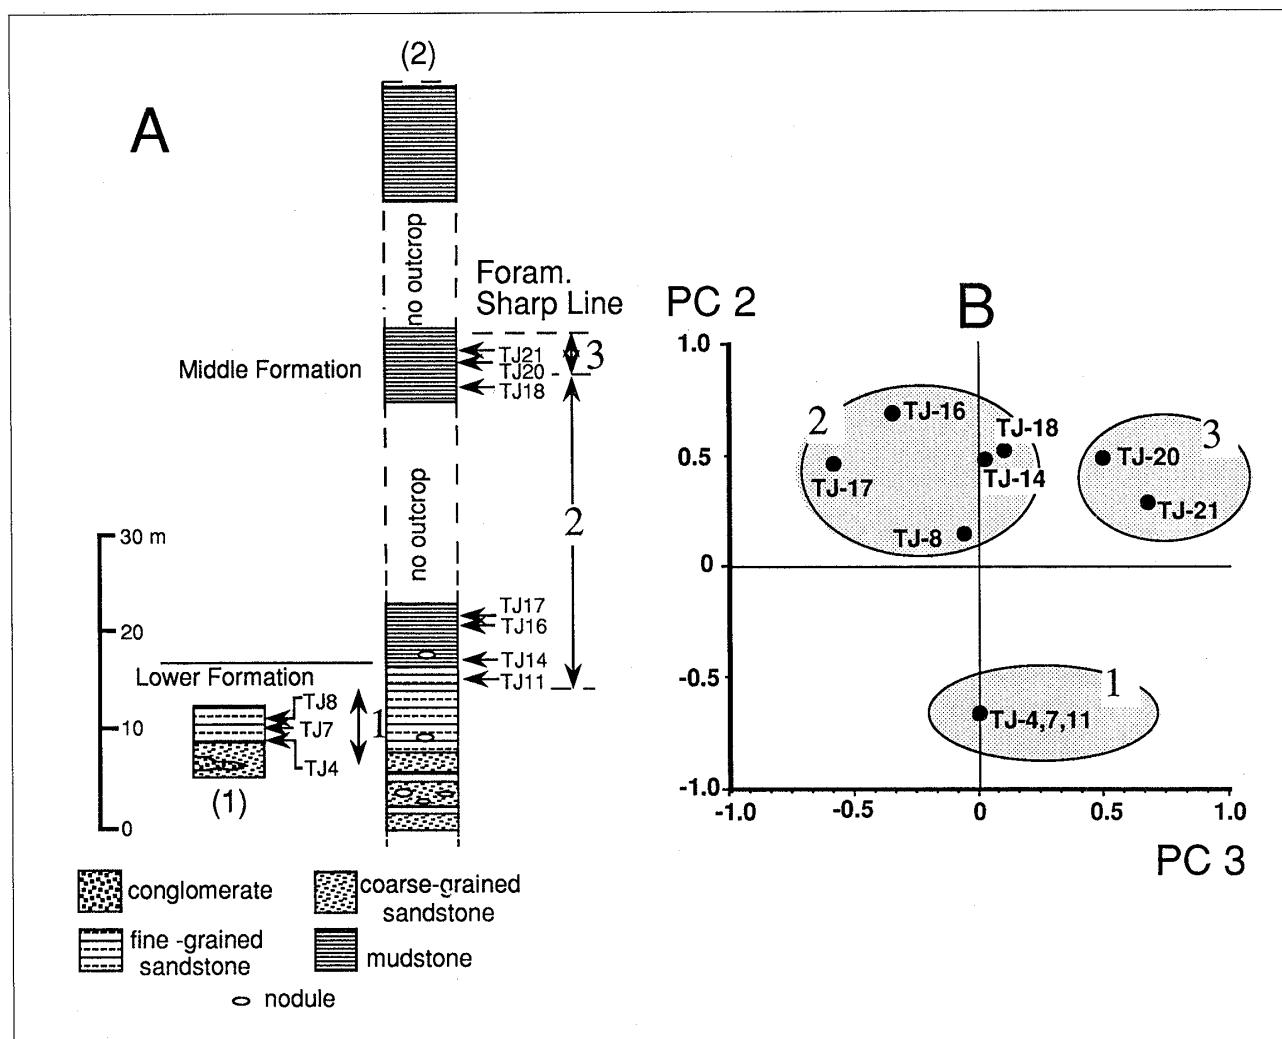 A
(2)
no outcrop
Foram.
Sharp Line
TJ21
TJ20
TJ18
3
Middle Formation
no outcrop
2
30 m
20
10
0
TJ17
TJ16
TJ14
TJ11
Lower Formation
TJ8
TJ7
TJ4
1
(1)
conglomerate
coarse-grained
sandstone
fine -grained
sandstone
mudstone
nodule
B
PC 2
1.0
0.5
0
-0.5
-1.0
2
TJ-16
TJ-18
TJ-14
TJ-17
TJ-8
3
TJ-20
TJ-21
1
TJ-4,7,11
-1.0
-0.5
0
0.5
1.0
PC 3